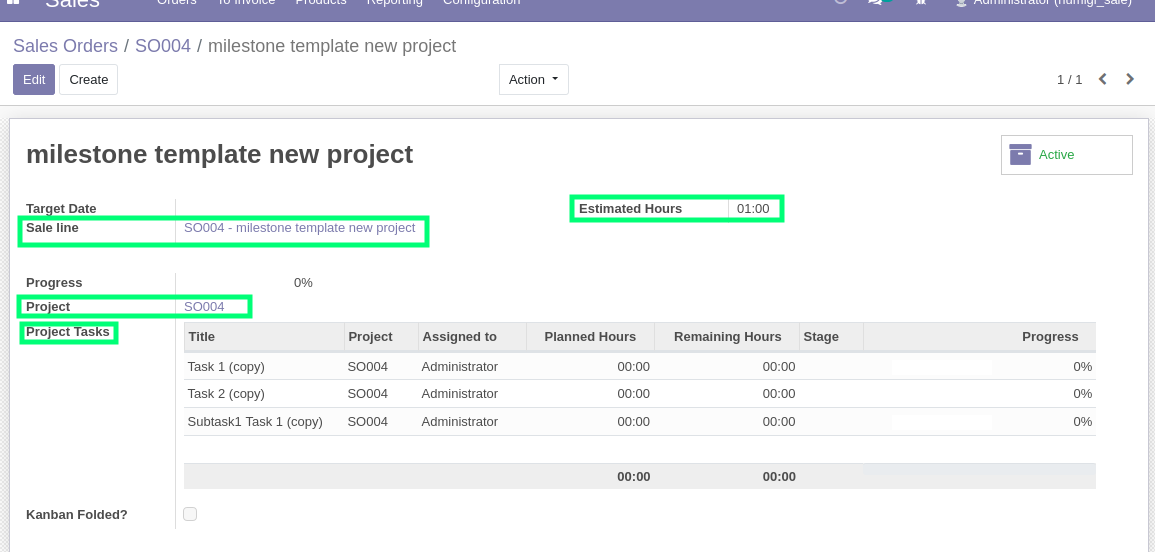 Sales Orders To Invoice Products Reporting Configuration Administrator (numigi_sale)
Sales Orders / SO004 / milestone template new project
Edit Create Action 1 / 1
milestone template new project
Active
Target Date
Estimated Hours 01:00
Sale line SO004 - milestone template new project
Progress 0%
Project SO004
Project Tasks
Title Project Assigned to Planned Hours Remaining Hours Stage Progress
Task 1 (copy) SO004 Administrator 00:00 00:00 0%
Task 2 (copy) SO004 Administrator 00:00 00:00 0%
Subtask1 Task 1 (copy) SO004 Administrator 00:00 00:00 0%
00:00 00:00
Kanban Folded?